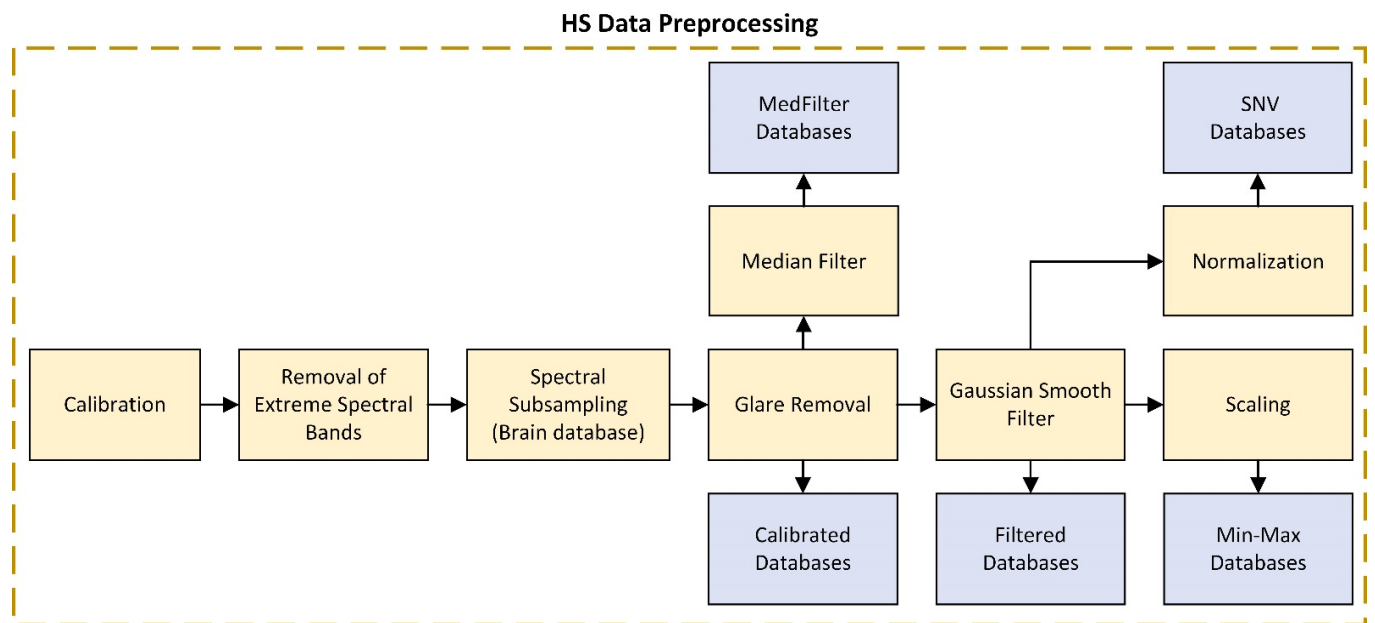 HS Data Preprocessing
MedFilter
Databases
SNV
Databases
Median Filter
Normalization
Calibration
Removal of
Extreme Spectral
Bands
Spectral
Subsampling
(Brain database)
Glare Removal
Gaussian Smooth
Filter
Scaling
Calibrated
Databases
Filtered
Databases
Min-Max
Databases